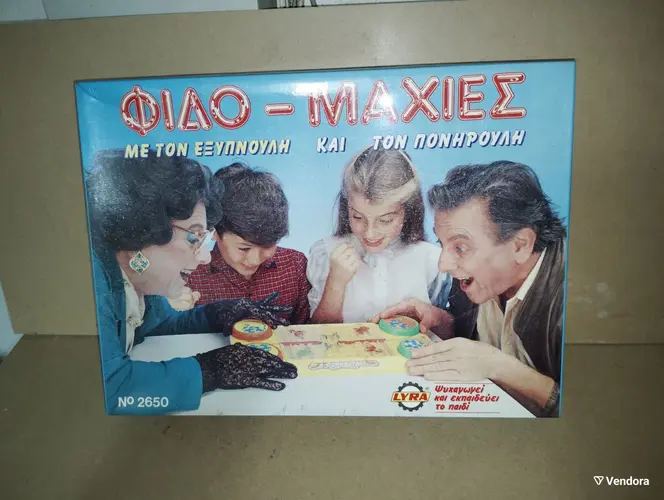 ΦΙΔΟ - ΜΑΧΙΕΣ
ΜΕ ΤΟΝ ΕΞΥΠΝΟΥΛΗ ΚΑΙ ΤΟΝ ΠΟΝΗΡΟΥΛΗ
Νο 2650
LYRA
Ψυχαγωγεί
και εκπαιδεύει
το παιδί
Vendora